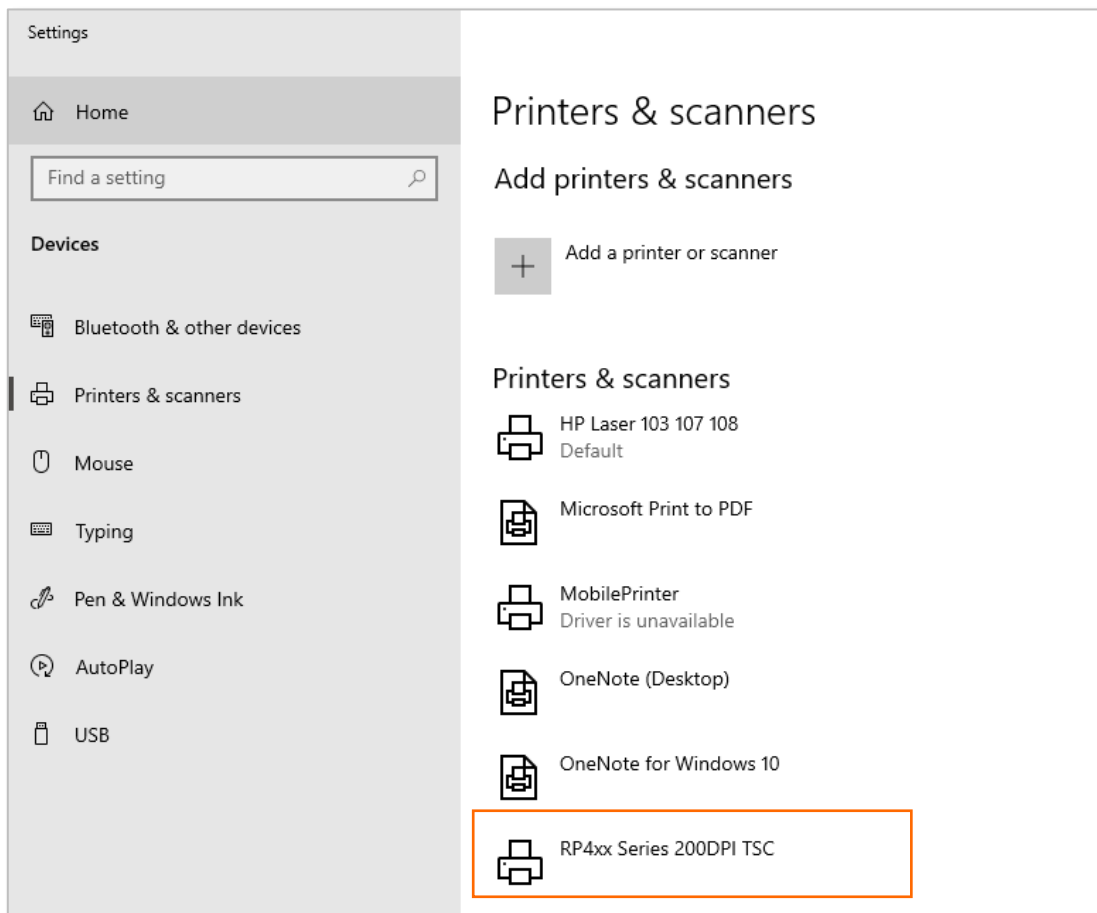 Settings
Home
Find a setting
Devices
Bluetooth & other devices
Printers & scanners
Mouse
Typing
Pen & Windows Ink
AutoPlay
USB
Printers & scanners
Add printers & scanners
Add a printer or scanner
Printers & scanners
HP Laser 103 107 108
Default
Microsoft Print to PDF
MobilePrinter
Driver is unavailable
OneNote (Desktop)
OneNote for Windows 10
RP4xx Series 200DPI TSC